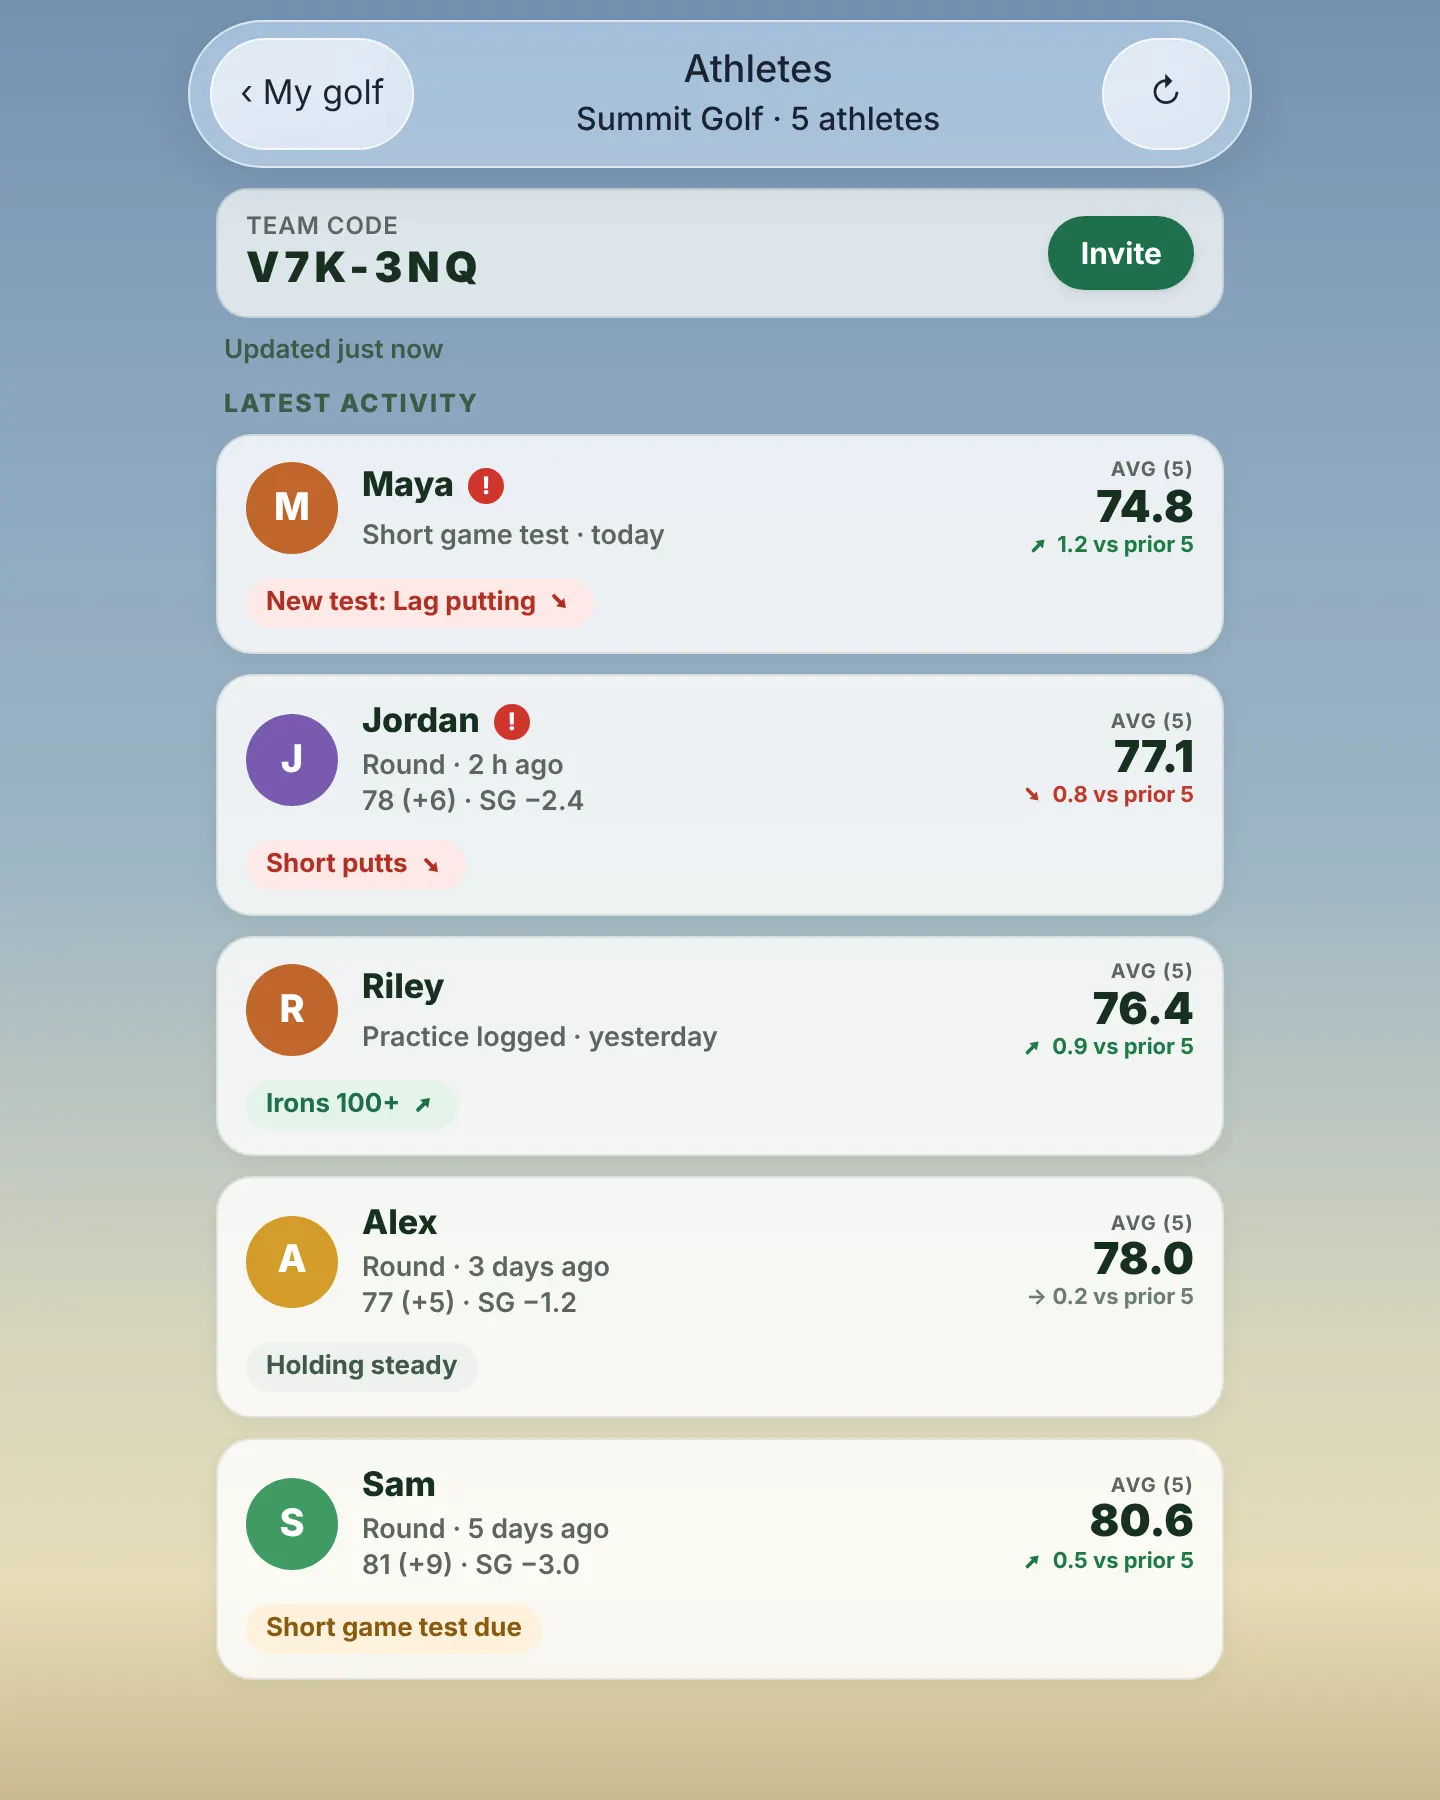 ‹ My golf
Athletes
Summit Golf · 5 athletes
↻
TEAM CODE
V7K-3NQ
Invite
Updated just now
LATEST ACTIVITY
M
Maya !
Short game test · today
AVG (5)
74.8
➚ 1.2 vs prior 5
New test: Lag putting ➘
J
Jordan !
Round · 2 h ago
78 (+6) · SG −2.4
AVG (5)
77.1
➘ 0.8 vs prior 5
Short putts ➘
R
Riley
Practice logged · yesterday
AVG (5)
76.4
➚ 0.9 vs prior 5
Irons 100+ ➚
A
Alex
Round · 3 days ago
77 (+5) · SG −1.2
AVG (5)
78.0
→ 0.2 vs prior 5
Holding steady
S
Sam
Round · 5 days ago
81 (+9) · SG −3.0
AVG (5)
80.6
➚ 0.5 vs prior 5
Short game test due